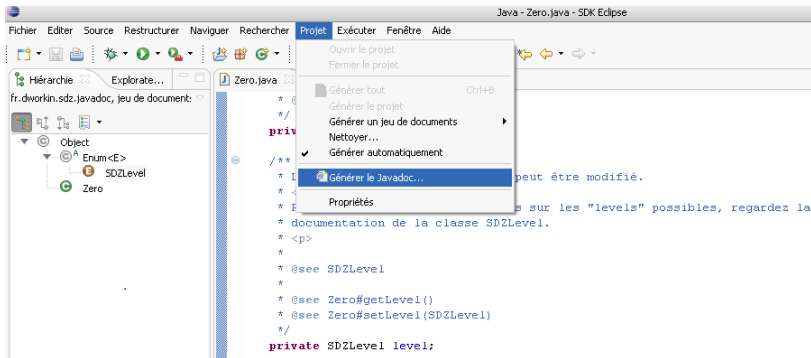 Java - Zero.java - SDK Eclipse
Fichier Editer Source Restructurer Naviguer Rechercher Projet Exécuter Fenêtre Aide
Hiérarchie Explorate... Zero.java
fr.dworkin.sdz.javadoc, jeu de document:
Object
Enum<E>
SDZLevel
Zero
Ouvrir le projet
Fermer le projet
Générer tout Ctrl+B
Générer le projet
Générer un jeu de documents
Nettoyer...
Générer automatiquement
Générer le Javadoc...
Propriétés
* @
*/
priv
/**
* peut être modifié.
* <
* s sur les "levels" possibles, regardez la
* documentation de la classe SDZLevel.
* <p>
*
* @see SDZLevel
*
* @see Zero#getLevel()
* @see Zero#setLevel(SDZLevel)
*/
private SDZLevel level;